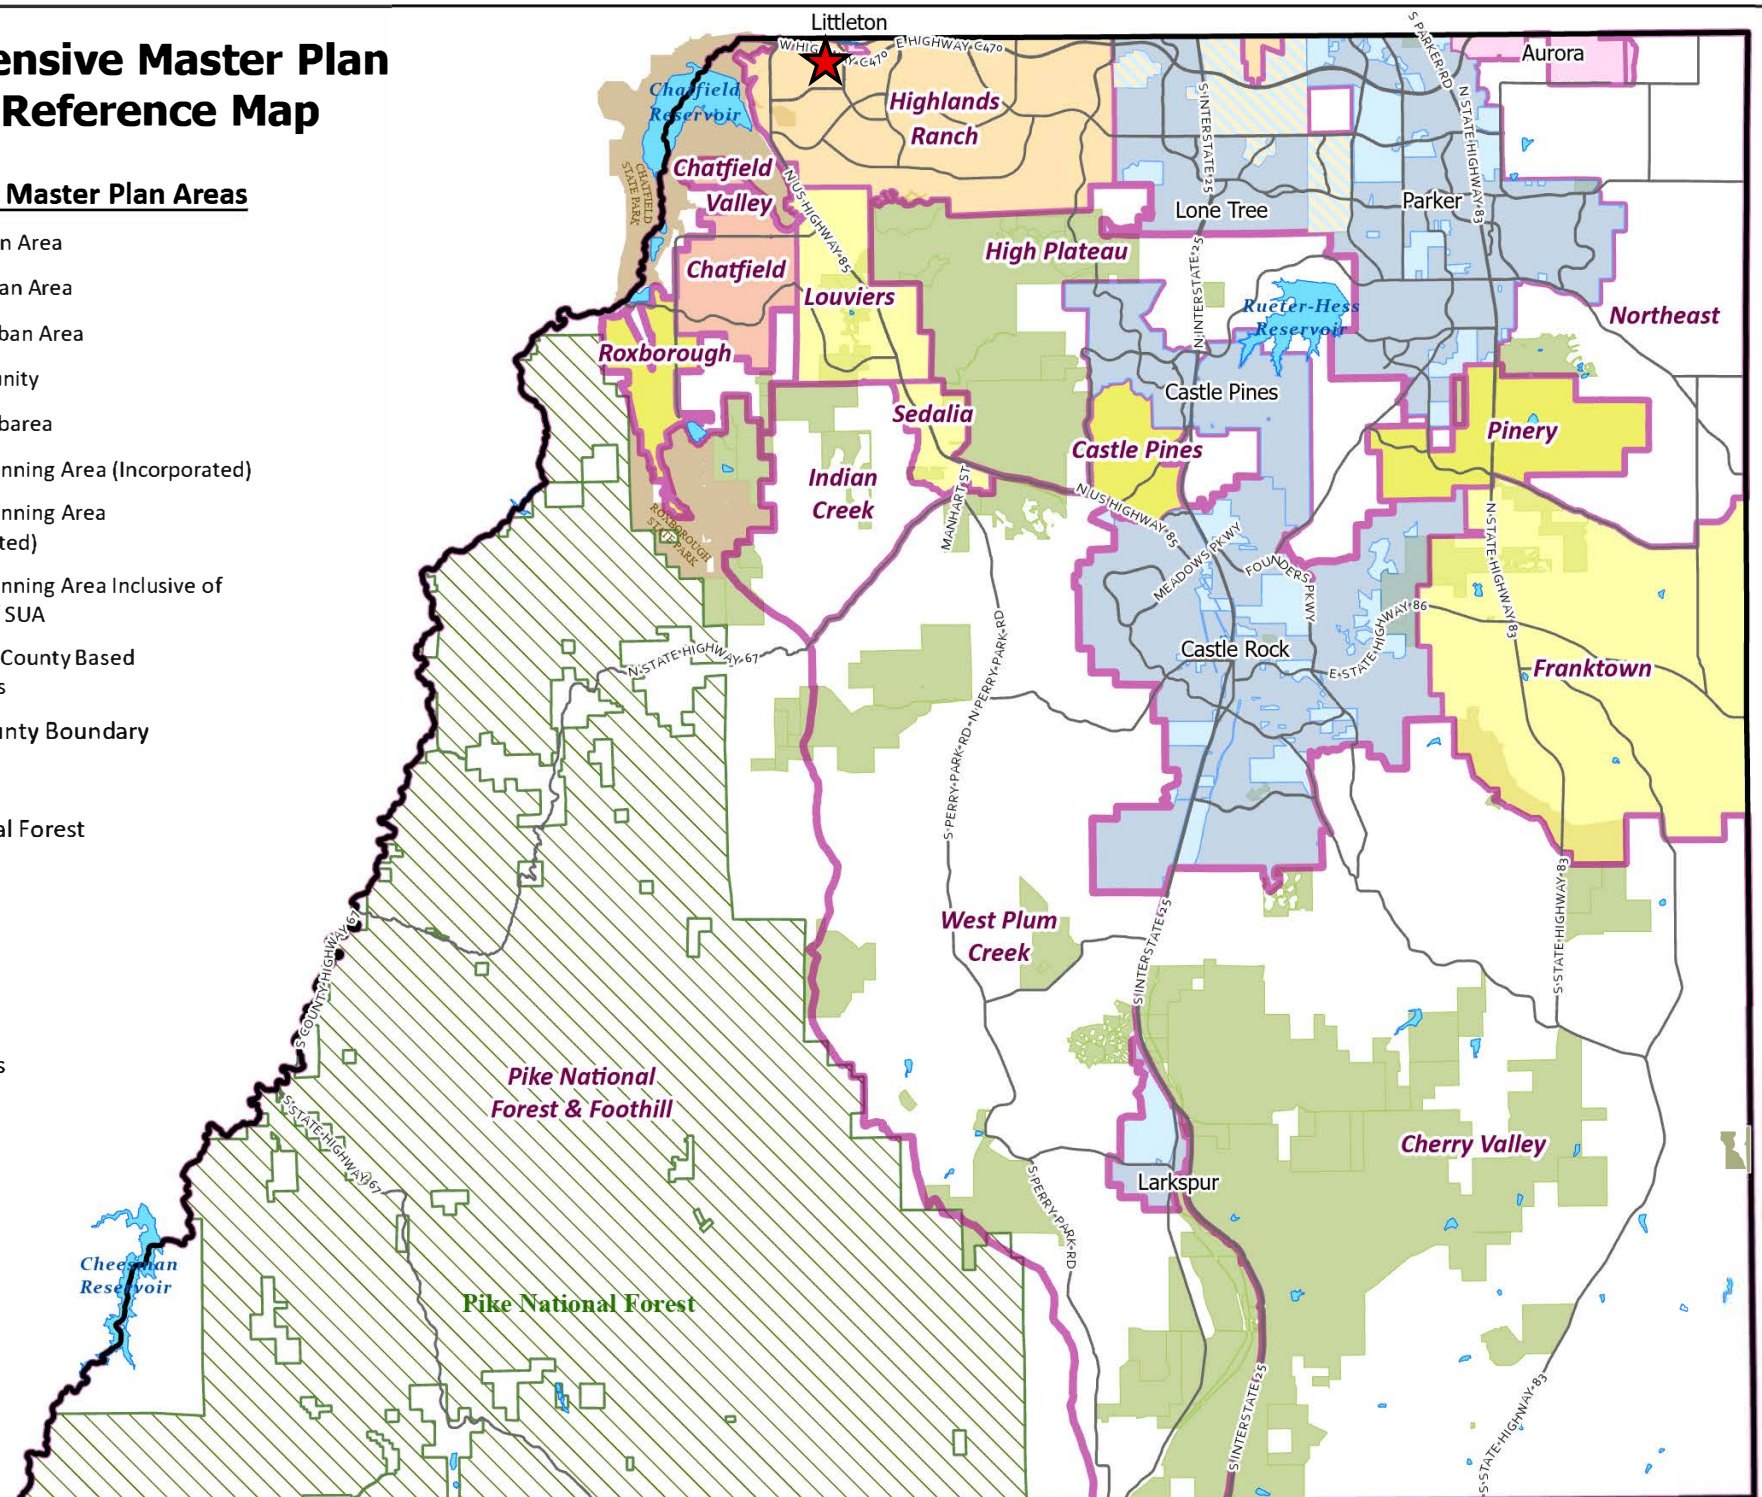 ensive Master Plan
Reference Map
Master Plan Areas
n Area
an Area
ban Area
nity
barea
nning Area (Incorporated)
nning Area
ted)
nning Area Inclusive of
SUA
County Based
s
nty Boundary
al Forest
s
Littleton
W HIG
Y C470
E HIGHWAY C470
S PARKER RD
Aurora
Chatfield
Reservoir
Highlands
Ranch
S INTERSTATE 25
N STATE HIGHWAY 83
CHATFIELD
STATE PARK
Chatfield
Valley
N US HIGHWAY 85
Lone Tree
Parker
High Plateau
Chatfield
Louviers
N INTERSTATE 25
Rueter-Hess
Reservoir
Northeast
Roxborough
Castle Pines
Sedalia
Pinery
Castle Pines
Indian
Creek
MANHART ST
N US HIGHWAY 85
ROXBOROUGH
STATE PARK
MEADOWS PKWY
FOUNDERS PKWY
N STATE HIGHWAY 83
E STATE HIGHWAY 86
Castle Rock
Franktown
N STATE HIGHWAY 67
N PERRY PARK RD
S PERRY PARK RD
S PERRY PARK RD
S STATE HIGHWAY 83
S INTERSTATE 25
West Plum
Creek
S COUNTY HIGHWAY 67
S STATE HIGHWAY 83
Pike National
Forest & Foothill
S STATE HIGHWAY 67
Cherry Valley
Larkspur
S PERRY PARK RD
Cheesman
Reservoir
Pike National Forest
S INTERSTATE 25
S STATE HIGHWAY 83